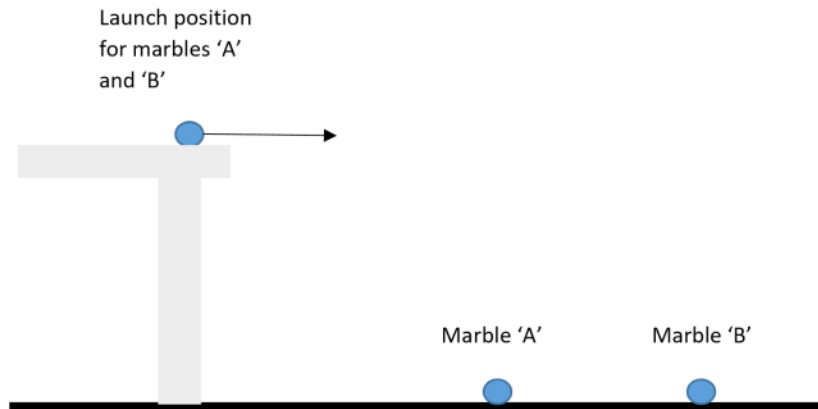 Launch position
for marbles ‘A’
and ‘B’
Marble ‘A’
Marble ‘B’